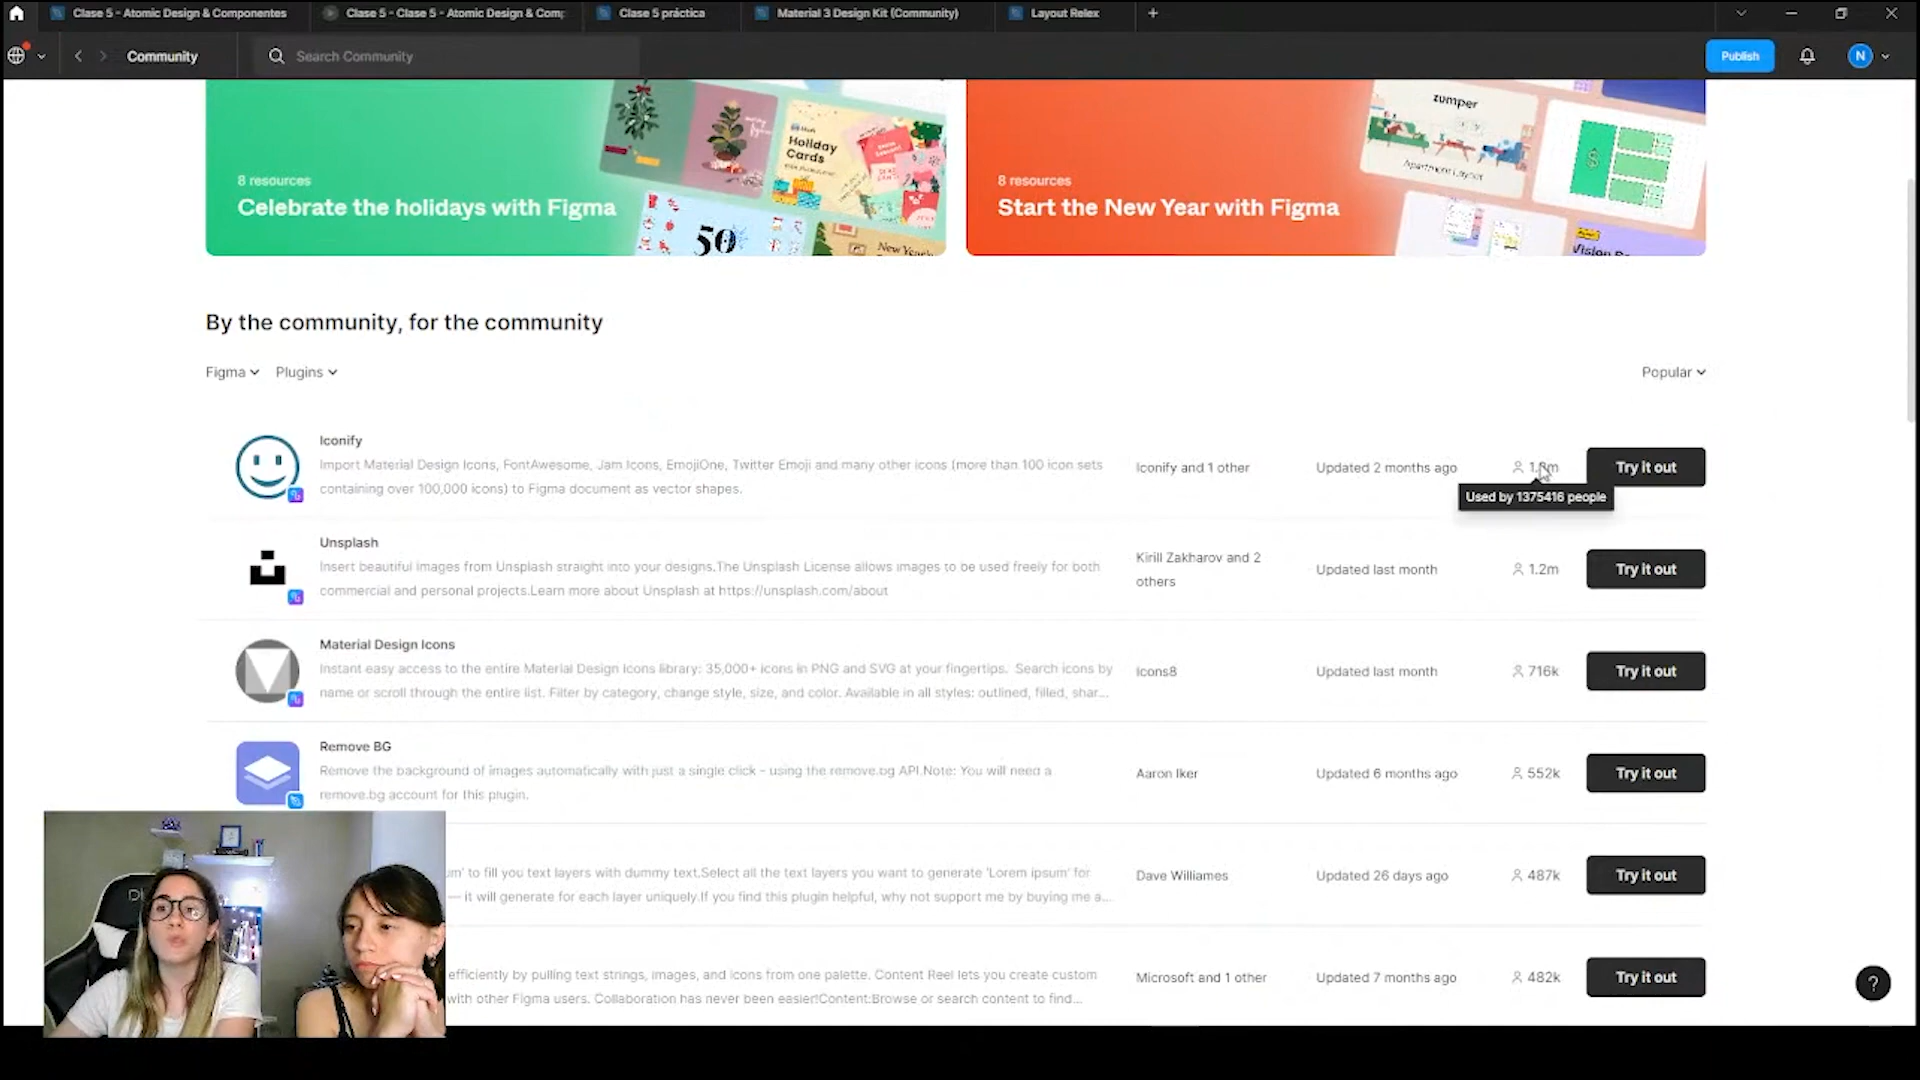 Clase 5 - Atomic Design & Componentes
Clase 5 - Clase 5 - Atomic Design & Comp
Clase 5 práctica
Material 3 Design Kit (Community)
Layout Relex
Community
Search Community
Publish
N
8 resources
Celebrate the holidays with Figma
Holiday
Cards
50
New Year's
8 resources
Start the New Year with Figma
zumper
Apartment Layout
Vision
By the community, for the community
Figma
Plugins
Popular
Iconify
Import Material Design Icons, FontAwesome, Jam Icons, EmojiOne, Twitter Emoji and many other icons (more than 100 icon sets
containing over 100,000 icons) to Figma document as vector shapes.
Iconify and 1 other
Updated 2 months ago
Try it out
Used by 1375416 people
Unsplash
Insert beautiful images from Unsplash straight into your designs.The Unsplash License allows images to be used freely for both
commercial and personal projects.Learn more about Unsplash at https://unsplash.com/about
Kirill Zakharov and 2
others
Updated last month
1.2m
Try it out
Material Design Icons
Instant easy access to the entire Material Design Icons library: 35,000+ icons in PNG and SVG at your fingertips. Search icons by
name or scroll through the entire list. Filter by category, change style, size, and color. Available in all styles: outlined, filled, shar...
Icons8
Updated last month
716k
Try it out
Remove BG
Remove the background of images automatically with just a single click - using the remove.bg API.Note: You will need a
remove.bg account for this plugin.
Aaron Iker
Updated 6 months ago
552k
Try it out
um' to fill you text layers with dummy text.Select all the text layers you want to generate 'Lorem ipsum' for
— it will generate for each layer uniquely.If you find this plugin helpful, why not support me by buying me a...
Dave Williames
Updated 26 days ago
487k
Try it out
efficiently by pulling text strings, images, and icons from one palette. Content Reel lets you create custom
with other Figma users. Collaboration has never been easier!Content:Browse or search content to find...
Microsoft and 1 other
Updated 7 months ago
482k
Try it out
?